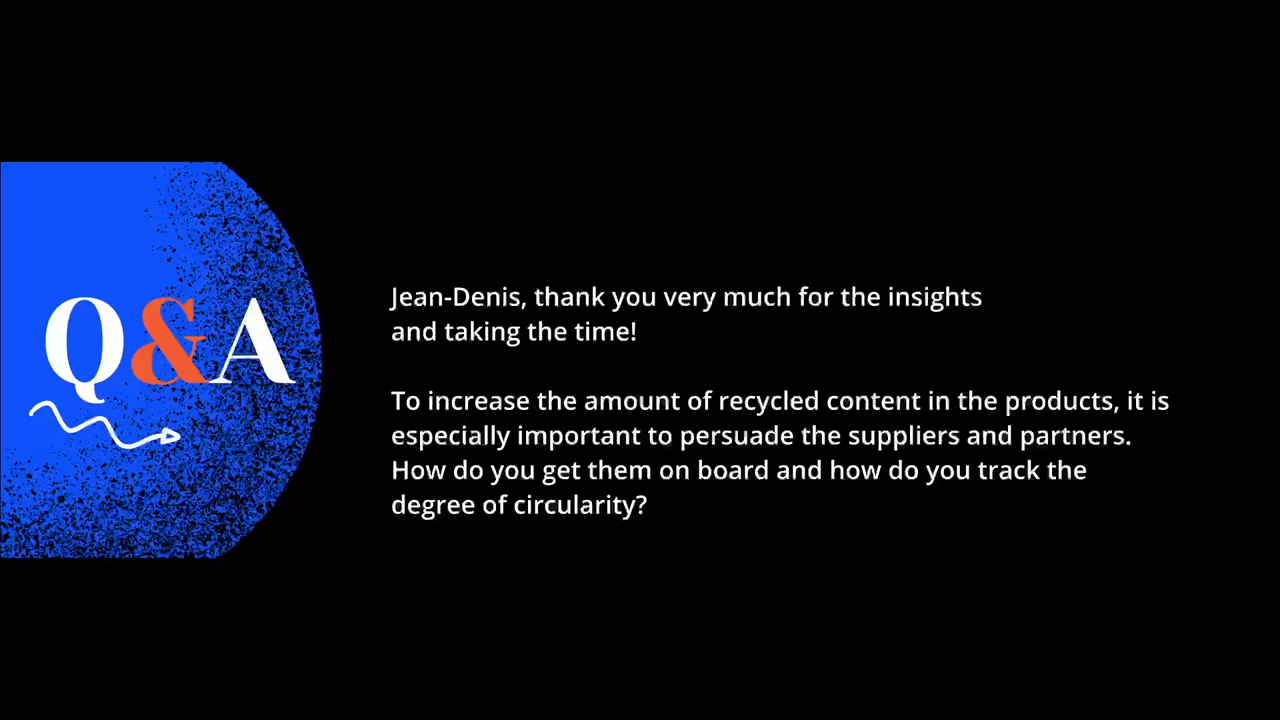 Q&A
Jean-Denis, thank you very much for the insights
and taking the time!
To increase the amount of recycled content in the products, it is
especially important to persuade the suppliers and partners.
How do you get them on board and how do you track the
degree of circularity?